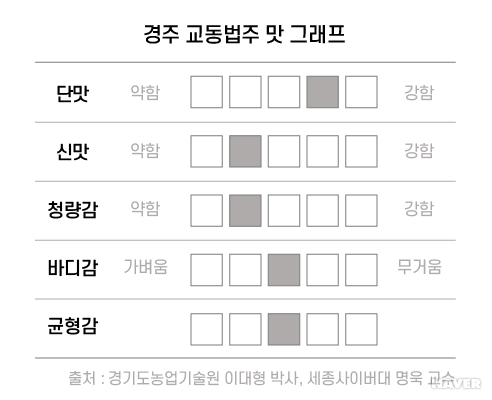 경주 교동법주 맛 그래프
단맛 약함 강함
신맛 약함 강함
청량감 약함 강함
바디감 가벼움 무거움
균형감
출처 : 경기도농업기술원 이대형 박사, 세종사이버대 명욱 교수
NAVER